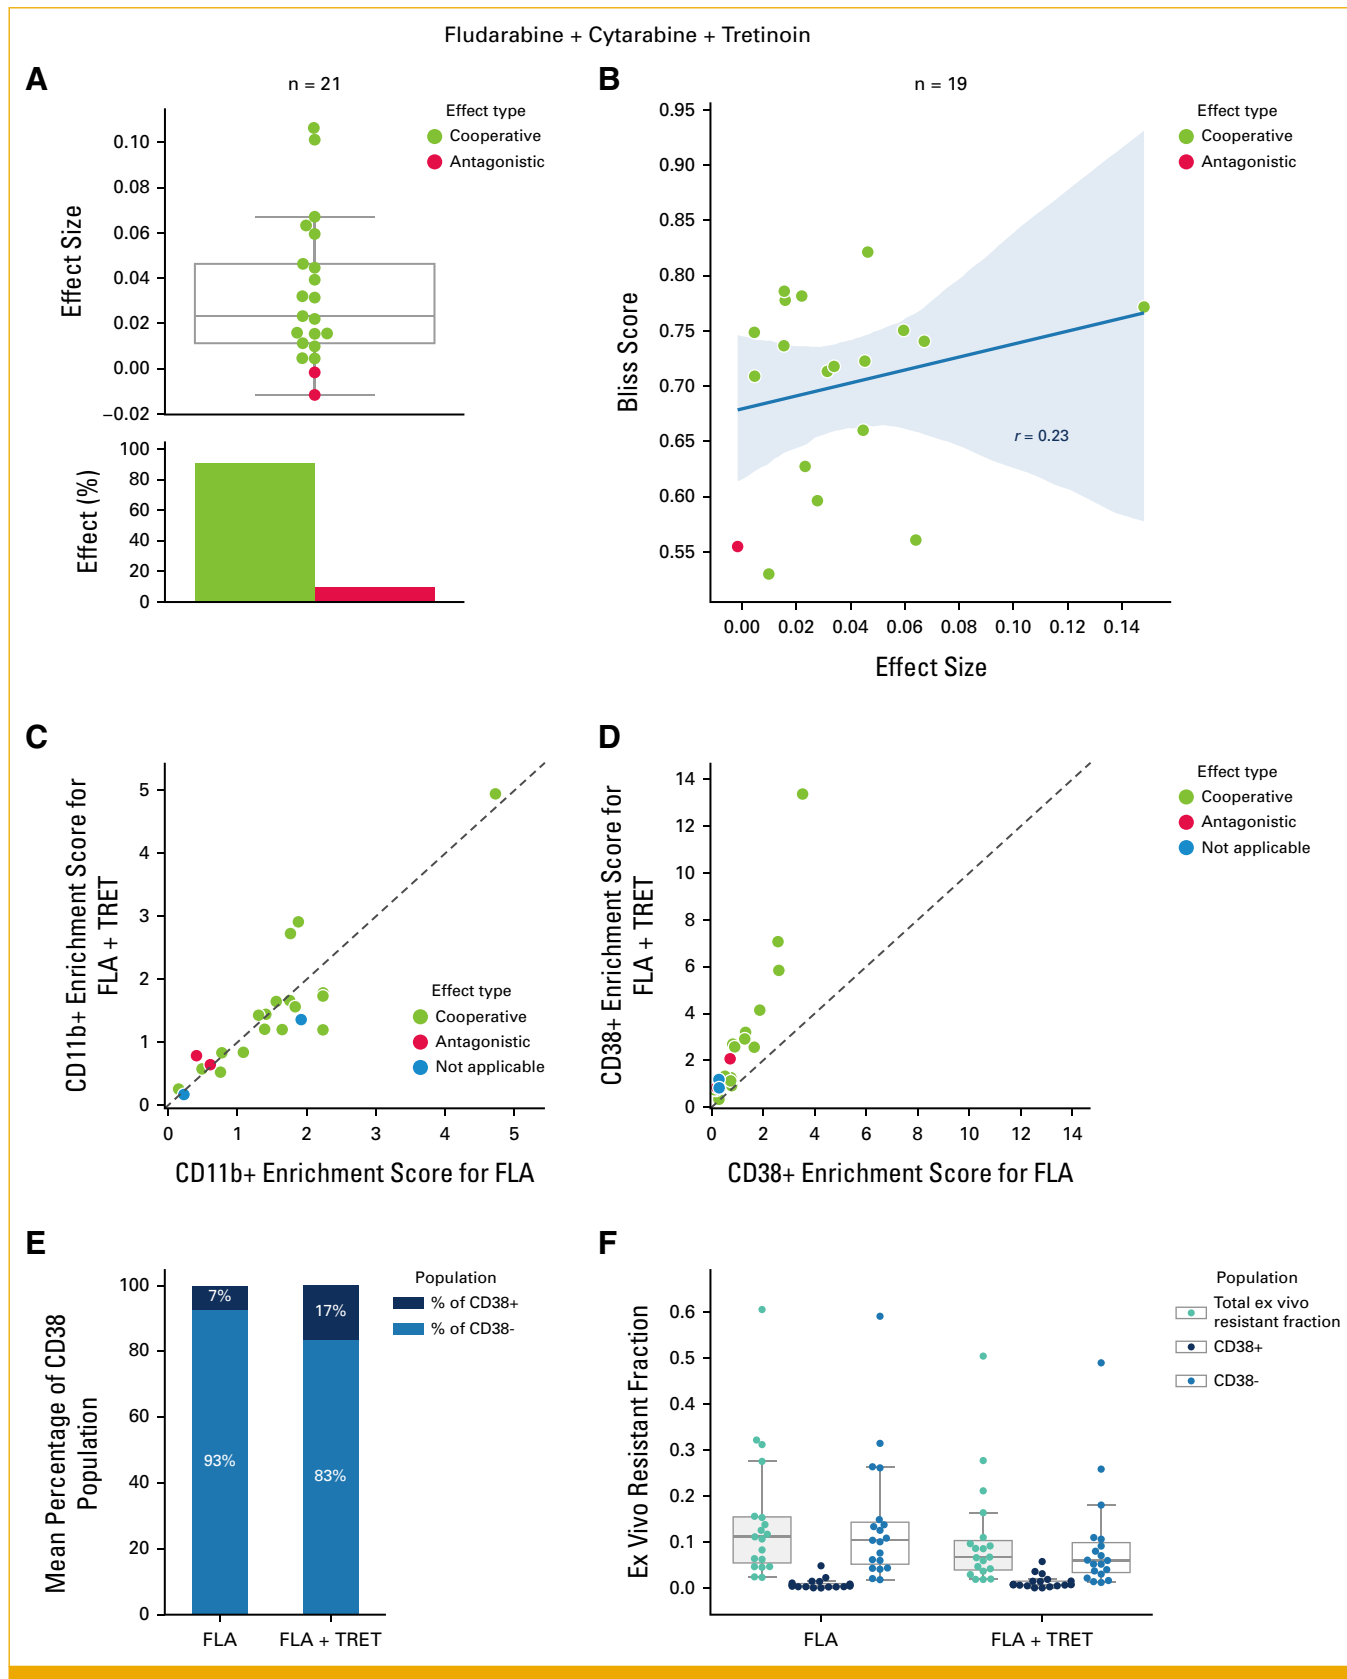 Fludarabine + Cytarabine + Tretinoin
A
n = 21
Effect Size
0.10
0.08
0.06
0.04
0.02
0.00
–0.02
Effect type
Cooperative
Antagonistic
Effect (%)
100
80
60
40
20
0
B
n = 19
Bliss Score
0.95
0.90
0.85
0.80
0.75
0.70
0.65
0.60
0.55
r = 0.23
Effect type
Cooperative
Antagonistic
0.00 0.02 0.04 0.06 0.08 0.10 0.12 0.14
Effect Size
C
CD11b+ Enrichment Score for
FLA + TRET
5
4
3
2
1
0
Effect type
Cooperative
Antagonistic
Not applicable
0 1 2 3 4 5
CD11b+ Enrichment Score for FLA
D
CD38+ Enrichment Score for
FLA + TRET
14
12
10
8
6
4
2
0
Effect type
Cooperative
Antagonistic
Not applicable
0 2 4 6 8 10 12 14
CD38+ Enrichment Score for FLA
E
Mean Percentage of CD38
Population
100
80
60
40
20
0
7%
17%
93%
83%
Population
% of CD38+
% of CD38-
FLA FLA + TRET
F
Ex Vivo Resistant Fraction
0.6
0.5
0.4
0.3
0.2
0.1
0.0
Population
Total ex vivo
resistant fraction
CD38+
CD38-
FLA FLA + TRET